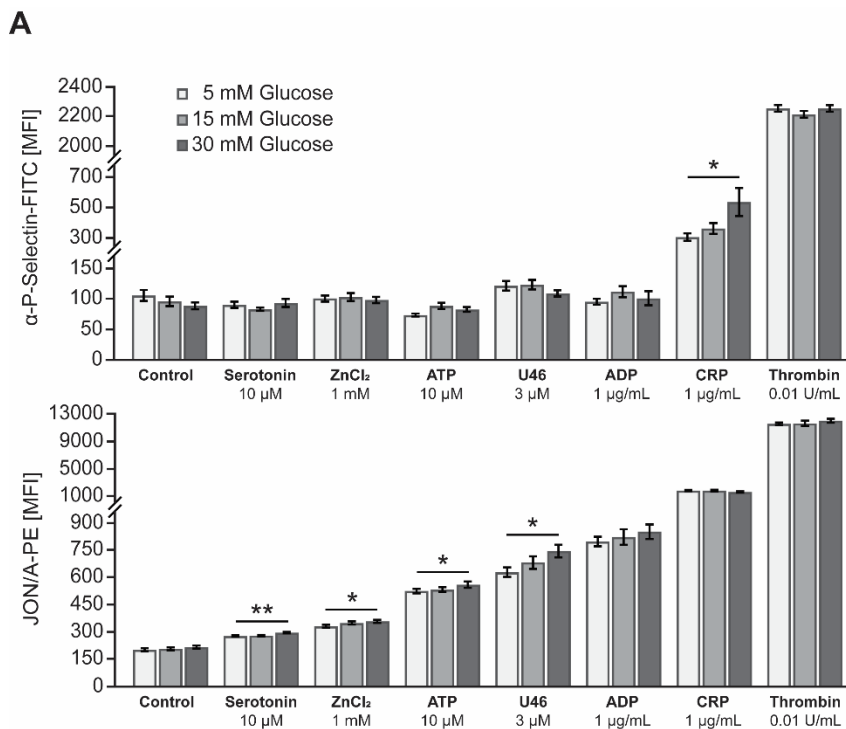 A
α-P-Selectin-FITC [MFI]
5 mM Glucose
15 mM Glucose
30 mM Glucose
2400
2200
2000
700
500
300
150
100
50
0
*
Control Serotonin ZnCl₂ ATP U46 ADP CRP Thrombin
10 µM 1 mM 10 µM 3 µM 1 µg/mL 1 µg/mL 0.01 U/mL
JON/A-PE [MFI]
13000
9000
5000
1000
900
750
600
450
300
150
0
** * * *
Control Serotonin ZnCl₂ ATP U46 ADP CRP Thrombin
10 µM 1 mM 10 µM 3 µM 1 µg/mL 1 µg/mL 0.01 U/mL